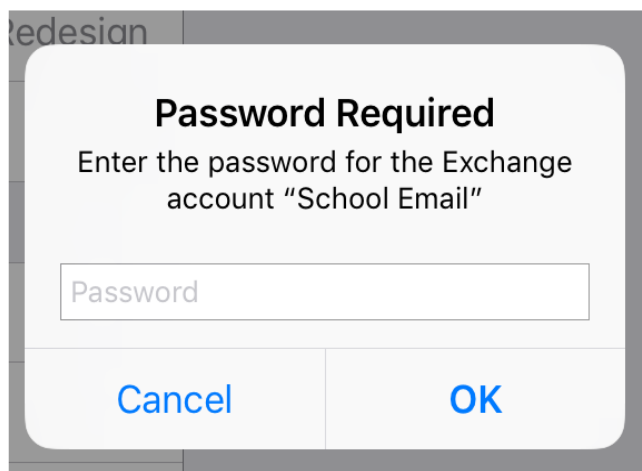 Redesign
Password Required
Enter the password for the Exchange
account “School Email”
Password
Cancel
OK